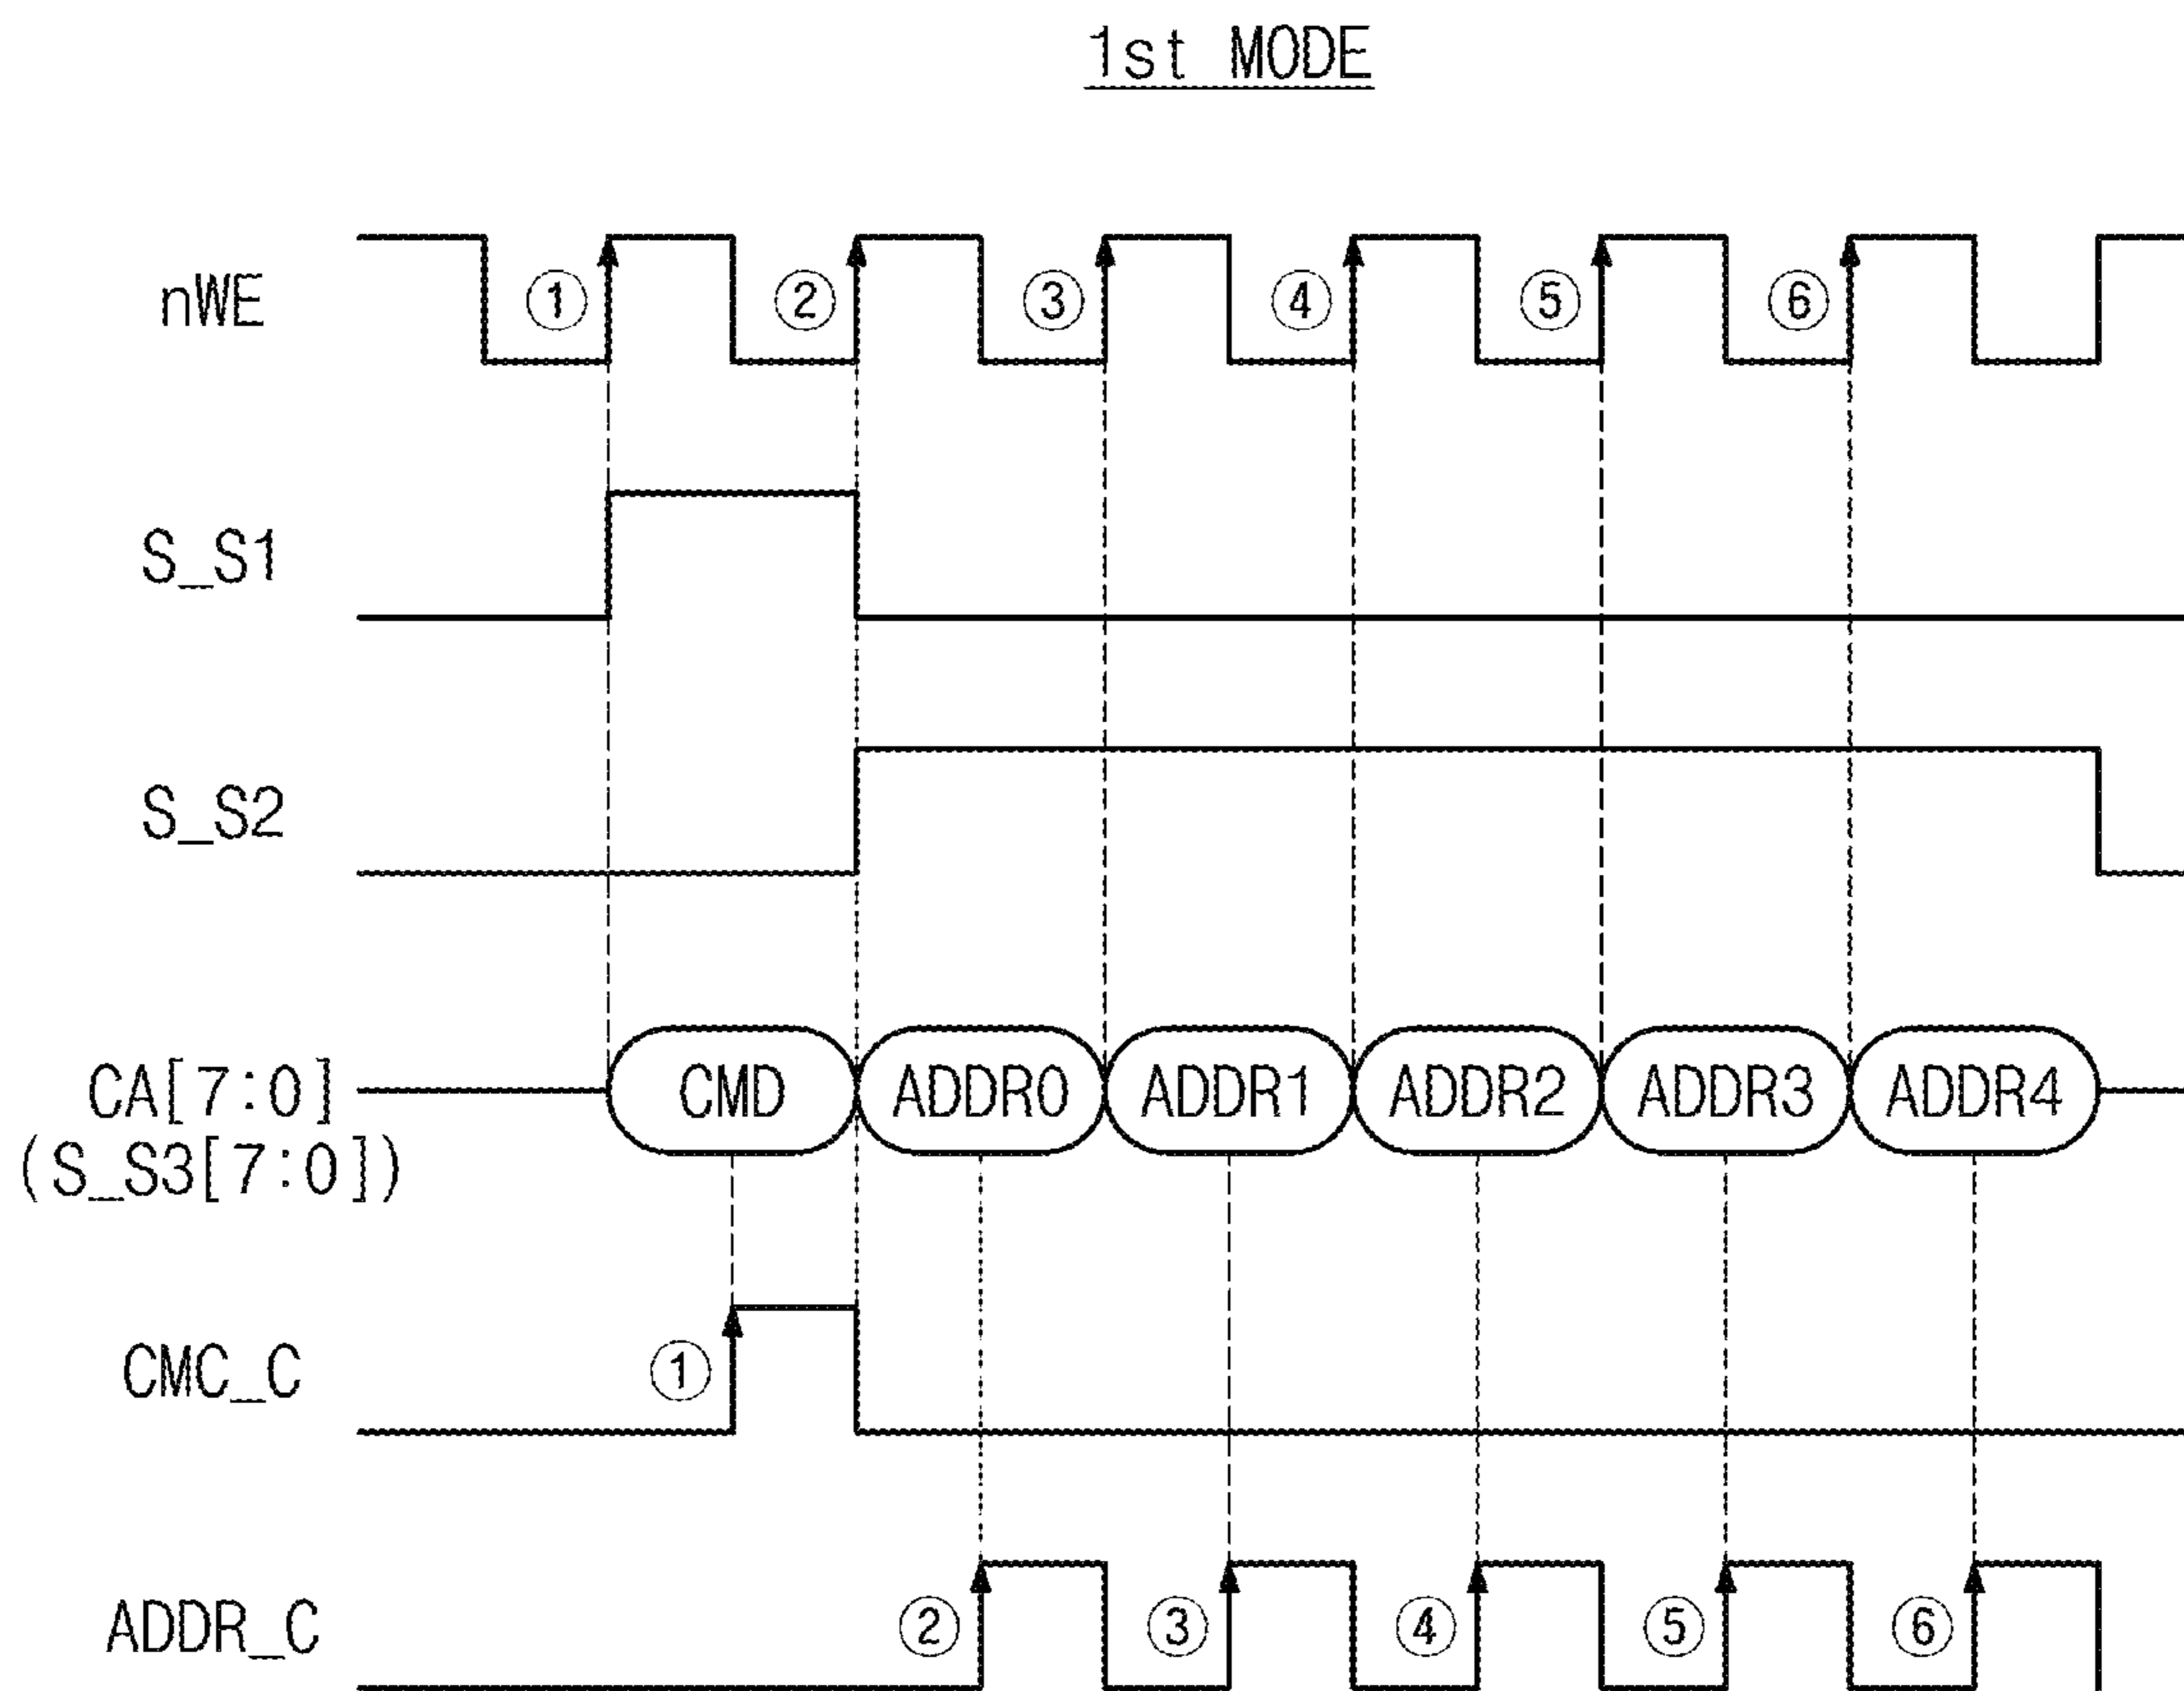 1st MODE
nWE ① ② ③ ④ ⑤ ⑥
S_S1
S_S2
CA[7:0] CMD ADDR0 ADDR1 ADDR2 ADDR3 ADDR4
(S_S3[7:0])
CMC_C ①
ADDR_C ② ③ ④ ⑤ ⑥